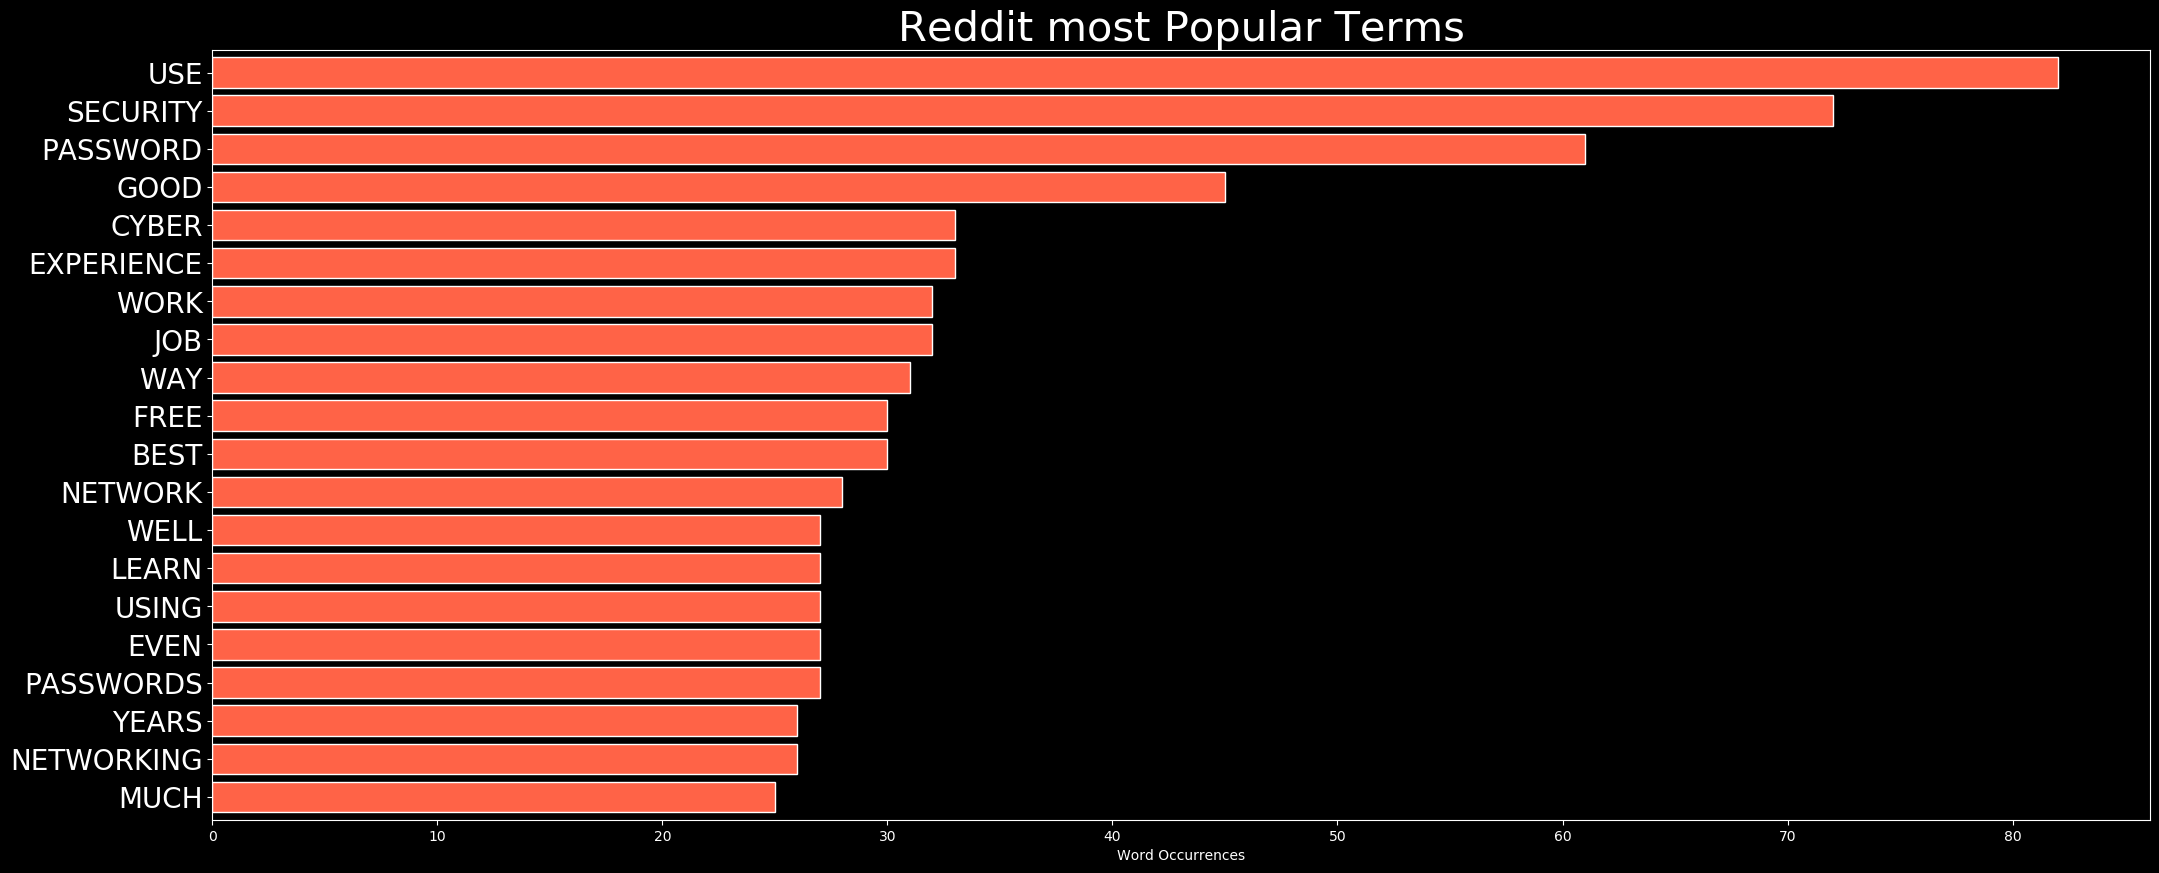 Reddit most Popular Terms
USE
SECURITY
PASSWORD
GOOD
CYBER
EXPERIENCE
WORK
JOB
WAY
FREE
BEST
NETWORK
WELL
LEARN
USING
EVEN
PASSWORDS
YEARS
NETWORKING
MUCH
0 10 20 30 40 50 60 70 80
Word Occurrences